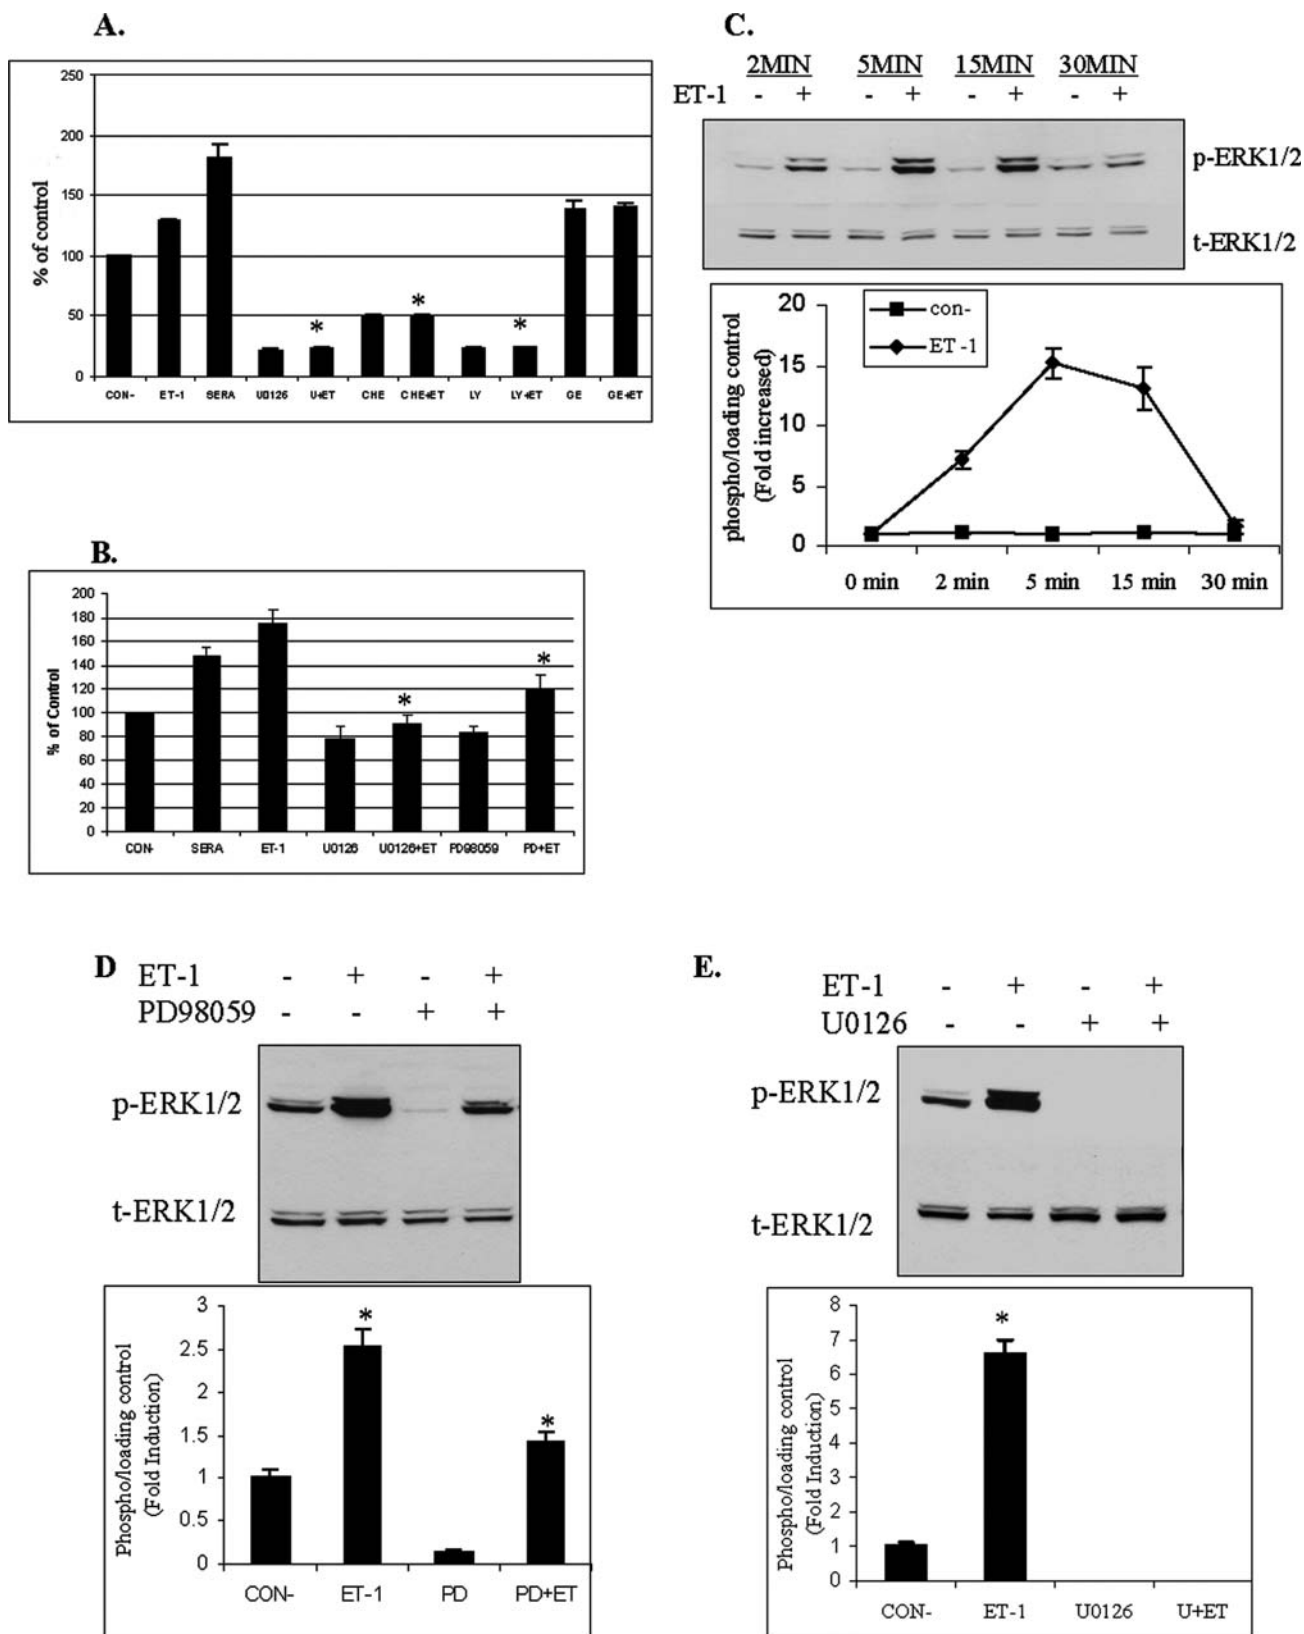 A.
250
200
150
100
50
0
% of control
CON- ET-1 SERA U0126 U+ET CHE CHE+ET LY LY+ET GE GE+ET
* * *
B.
200
180
160
140
120
100
80
60
40
20
0
% of Control
CON- SERA ET-1 U0126 U0126+ET PD98059 PD+ET
* *
C.
2MIN 5MIN 15MIN 30MIN
ET-1 - + - + - + - +
p-ERK1/2
t-ERK1/2
phospho/loading control
(Fold increased)
20
15
10
5
0
con-
ET-1
0 min 2 min 5 min 15 min 30 min
D
ET-1 - + - +
PD98059 - - + +
p-ERK1/2
t-ERK1/2
Phospho/loading control
(Fold Induction)
3
2.5
2
1.5
1
0.5
0
* *
CON- ET-1 PD PD+ET
E.
ET-1 - + - +
U0126 - - + +
p-ERK1/2
t-ERK1/2
Phospho/loading control
(Fold Induction)
8
7
6
5
4
3
2
1
0
*
CON- ET-1 U0126 U+ET